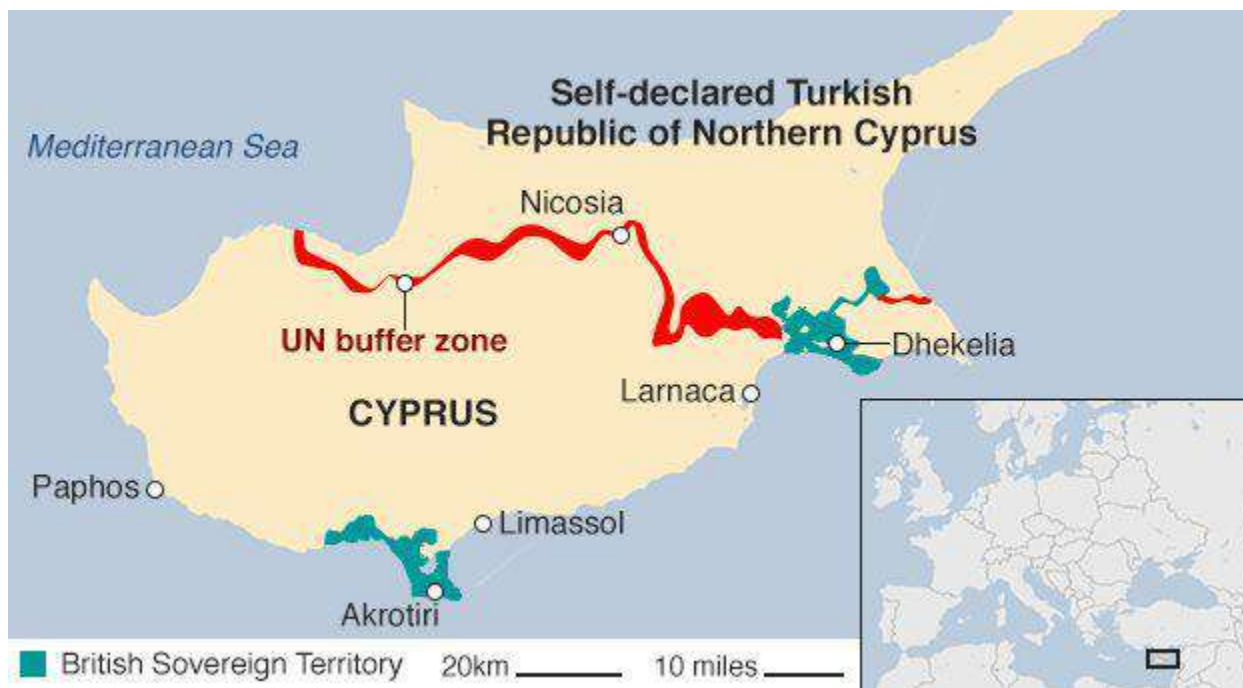 Self-declared Turkish
Republic of Northern Cyprus
Mediterranean Sea
Nicosia
UN buffer zone
Dhekelia
Larnaca
CYPRUS
Paphos
Limassol
Akrotiri
British Sovereign Territory 20km 10 miles